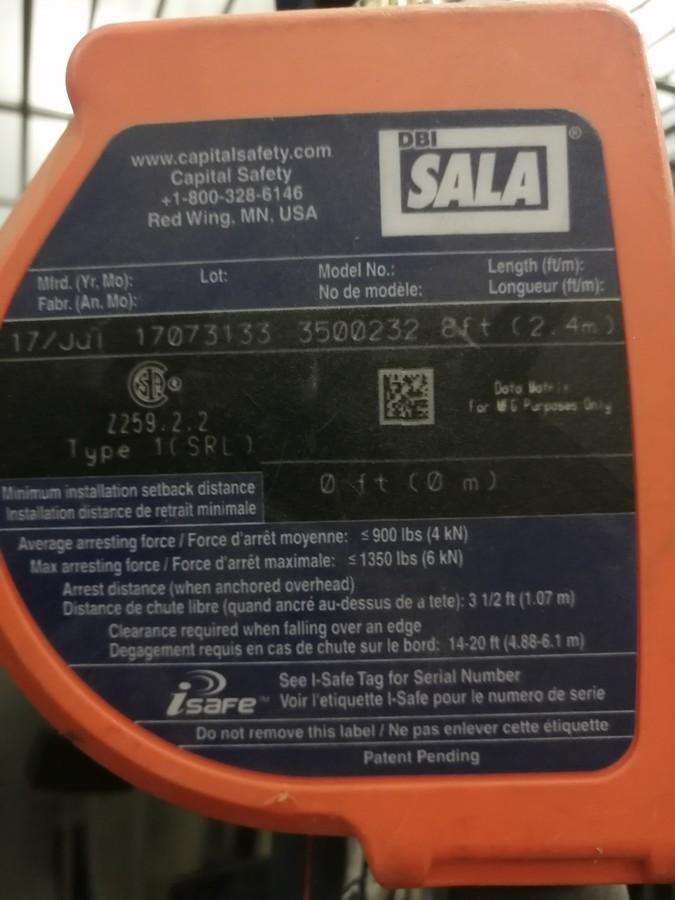 www.capitalsafety.com
Capital Safety
+1-800-328-6146
Red Wing, MN, USA
DBI
SALA®
Mfrd. (Yr, Mo):
Fabr. (An. Mo):
Lot:
Model No.:
No de modèle:
Length (ft/m):
Longueur (ft/m):
17/Jul 17073133 3500232 8ft (2.4m)
Z259.2.2
Type 1(SRL)
Data Matrix
For MFG Purposes Only
Minimum installation setback distance
Installation distance de retrait minimale
0 ft (0 m)
Average arresting force / Force d'arrêt moyenne: ≤900 lbs (4 kN)
Max arresting force / Force d'arrêt maximale: ≤1350 lbs (6 kN)
Arrest distance (when anchored overhead)
Distance de chute libre (quand ancré au-dessus de a tete): 3 1/2 ft (1.07 m)
Clearance required when falling over an edge
Degagement requis en cas de chute sur le bord: 14-20 ft (4.88-6.1 m)
isafe™
See I-Safe Tag for Serial Number
Voir l'etiquette I-Safe pour le numero de serie
Do not remove this label / Ne pas enlever cette étiquette
Patent Pending